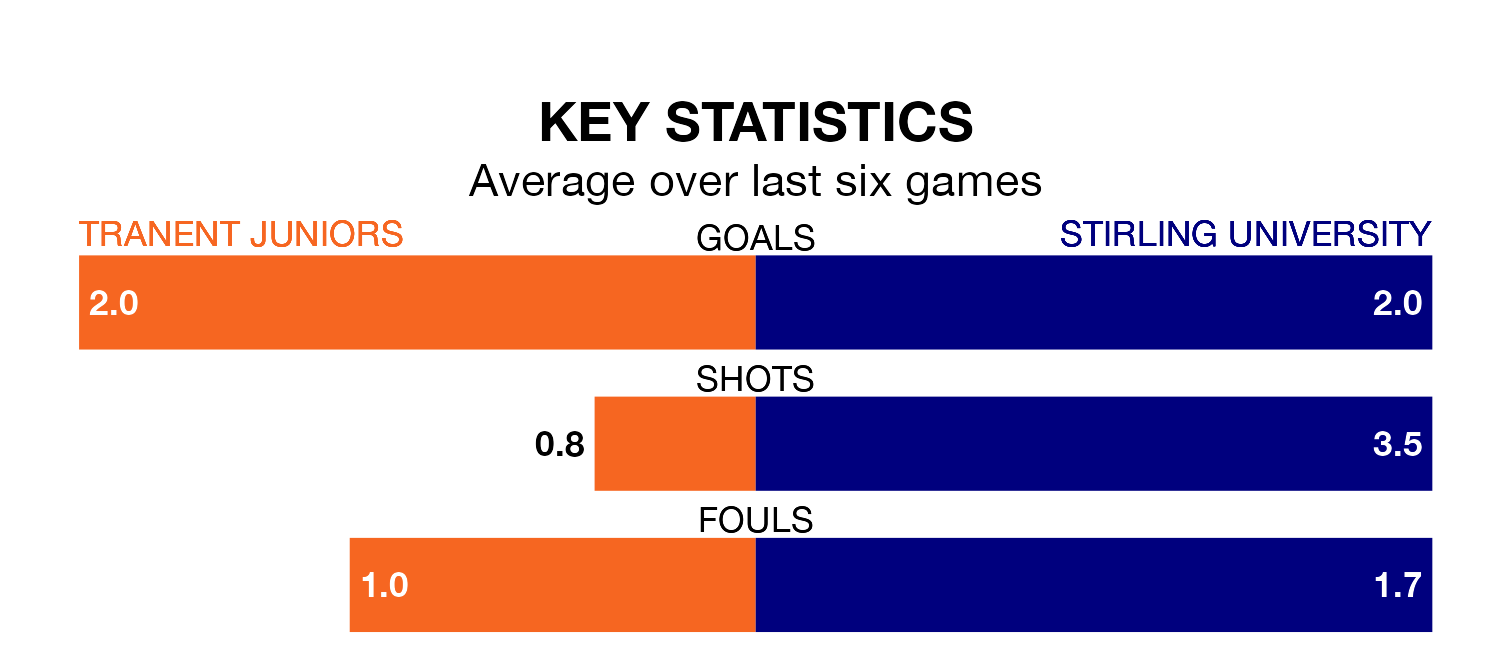 KEY STATISTICS
Average over last six games
TRANENT JUNIORS GOALS STIRLING UNIVERSITY
2.0 2.0
SHOTS
0.8 3.5
FOULS
1.0 1.7